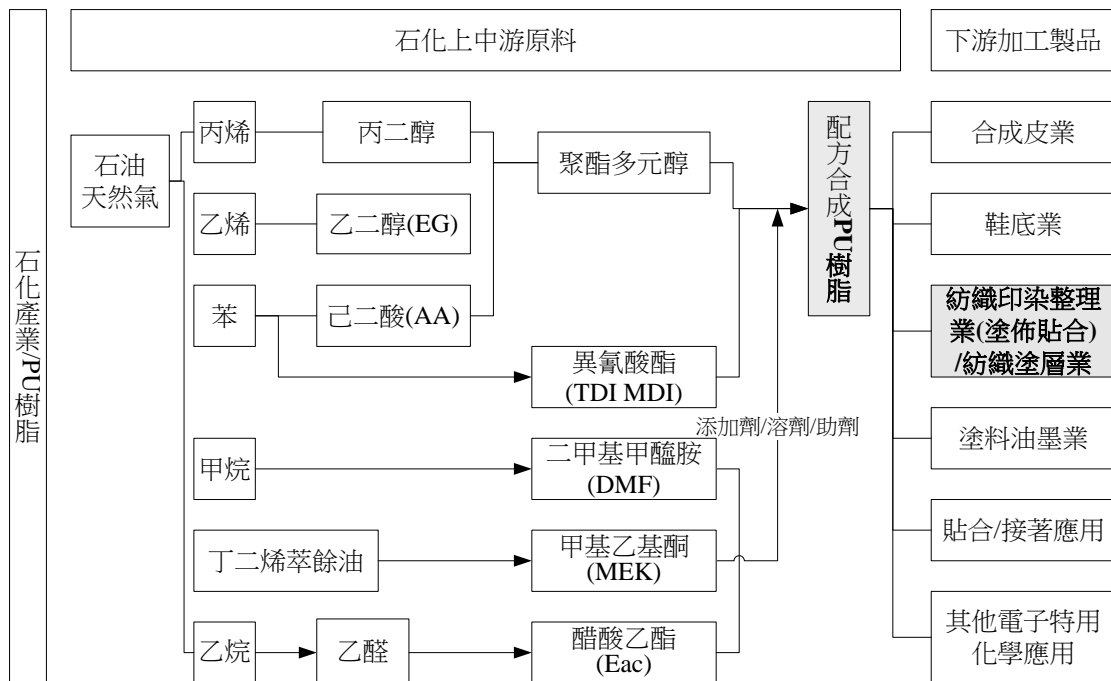 石化產業/PU樹脂
石化上中游原料
下游加工製品
石油
天然氣
丙烯
丙二醇
聚酯多元醇
配方合成PU樹脂
合成皮業
乙烯
乙二醇(EG)
鞋底業
苯
己二酸(AA)
紡織印染整理
業(塗佈貼合)
/紡織塗層業
異氰酸酯
(TDI MDI)
添加劑/溶劑/助劑
塗料油墨業
甲烷
二甲基甲醯胺
(DMF)
丁二烯萃餘油
甲基乙基酮
(MEK)
貼合/接著應用
乙烷
乙醛
醋酸乙酯
(Eac)
其他電子特用
化學應用